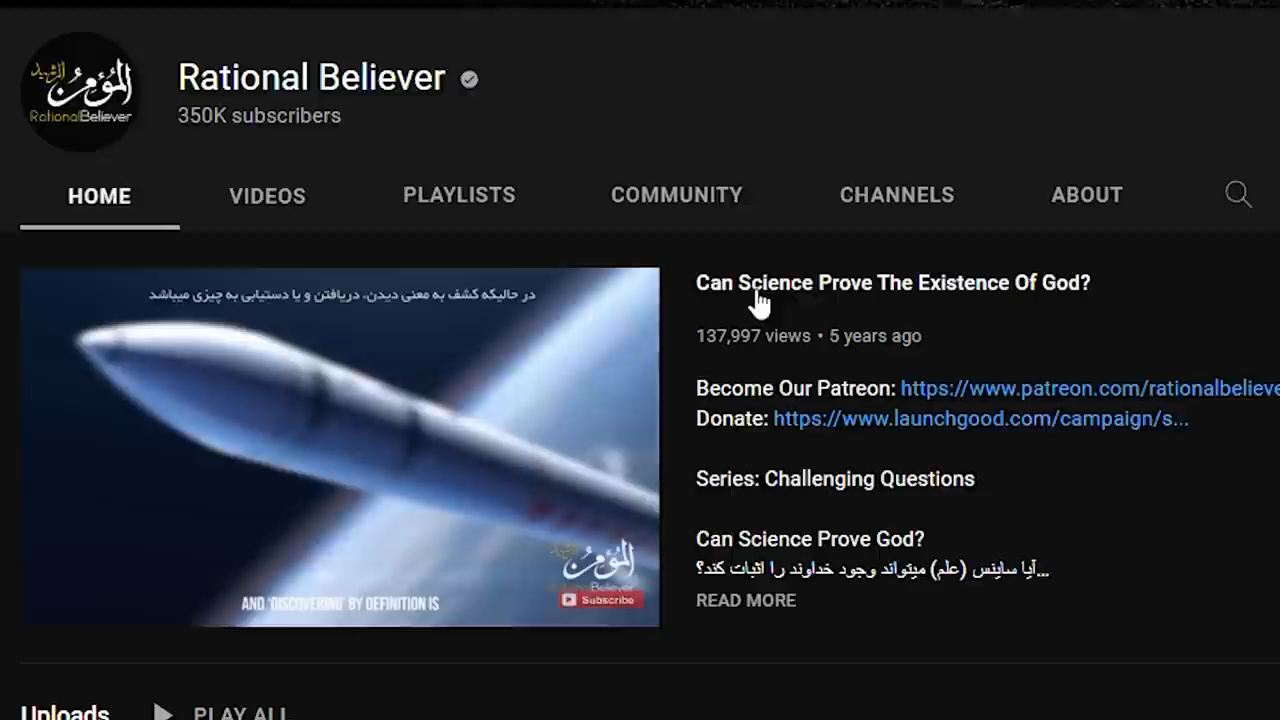 المؤمن الرشيد
RationalBeliever
Rational Believer
350K subscribers
HOME
VIDEOS
PLAYLISTS
COMMUNITY
CHANNELS
ABOUT
در حالیکه کشف به معنی دیدن، دریافتن و یا دستیابی به چیزی میباشد
المؤمن
Believer
Subscribe
AND 'DISCOVERING' BY DEFINITION IS
Can Science Prove The Existence Of God?
137,997 views • 5 years ago
Become Our Patreon: https://www.patreon.com/rationalbelieve
Donate: https://www.launchgood.com/campaign/s...
Series: Challenging Questions
Can Science Prove God?
آیا ساینس (علم) میتواند وجود خداوند را اثبات کند؟...
READ MORE
Uploads
PLAY ALL